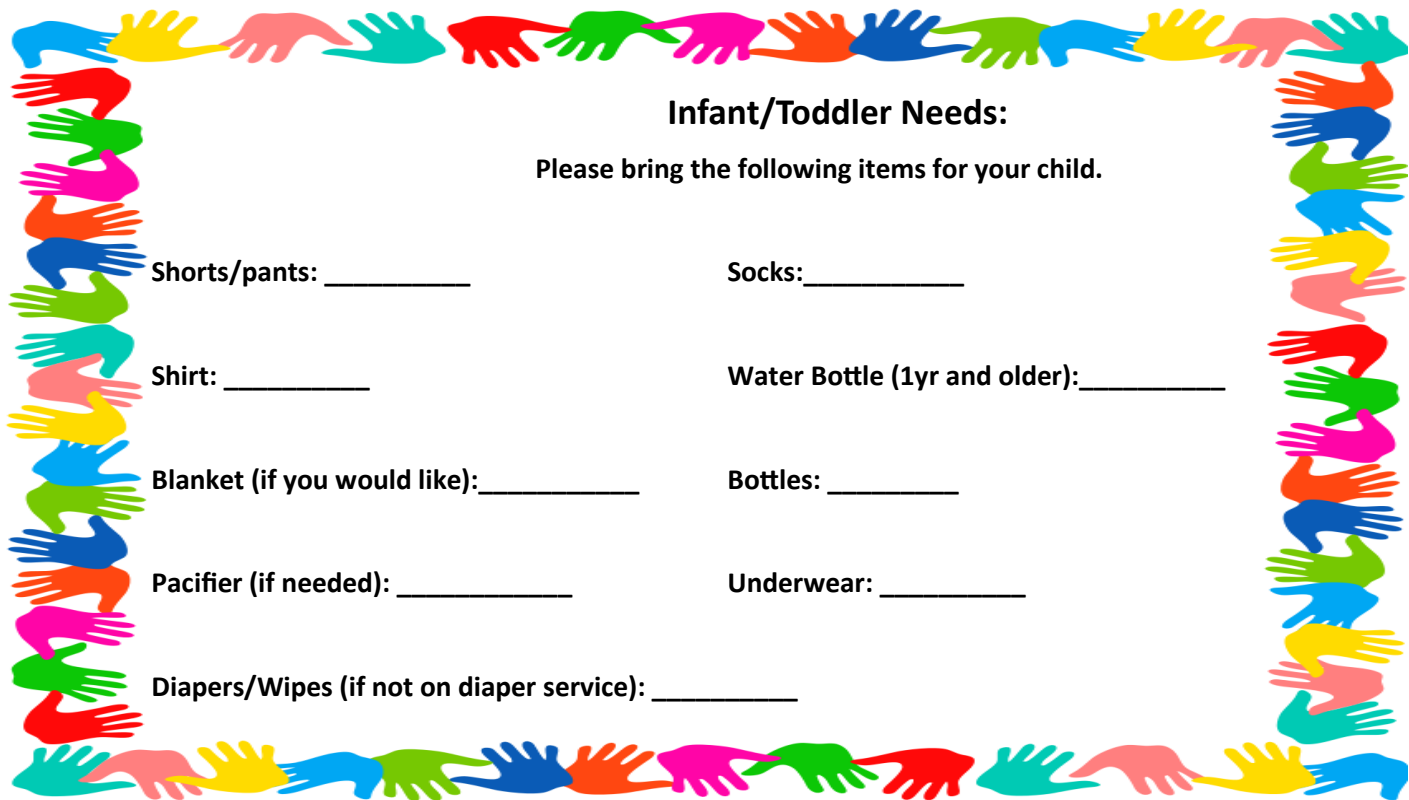 Infant/Toddler Needs:
Please bring the following items for your child.
Shorts/pants: __________ Socks:___________
Shirt: __________ Water Bottle (1yr and older):__________
Blanket (if you would like):___________ Bottles: _________
Pacifier (if needed): ____________ Underwear: __________
Diapers/Wipes (if not on diaper service): __________